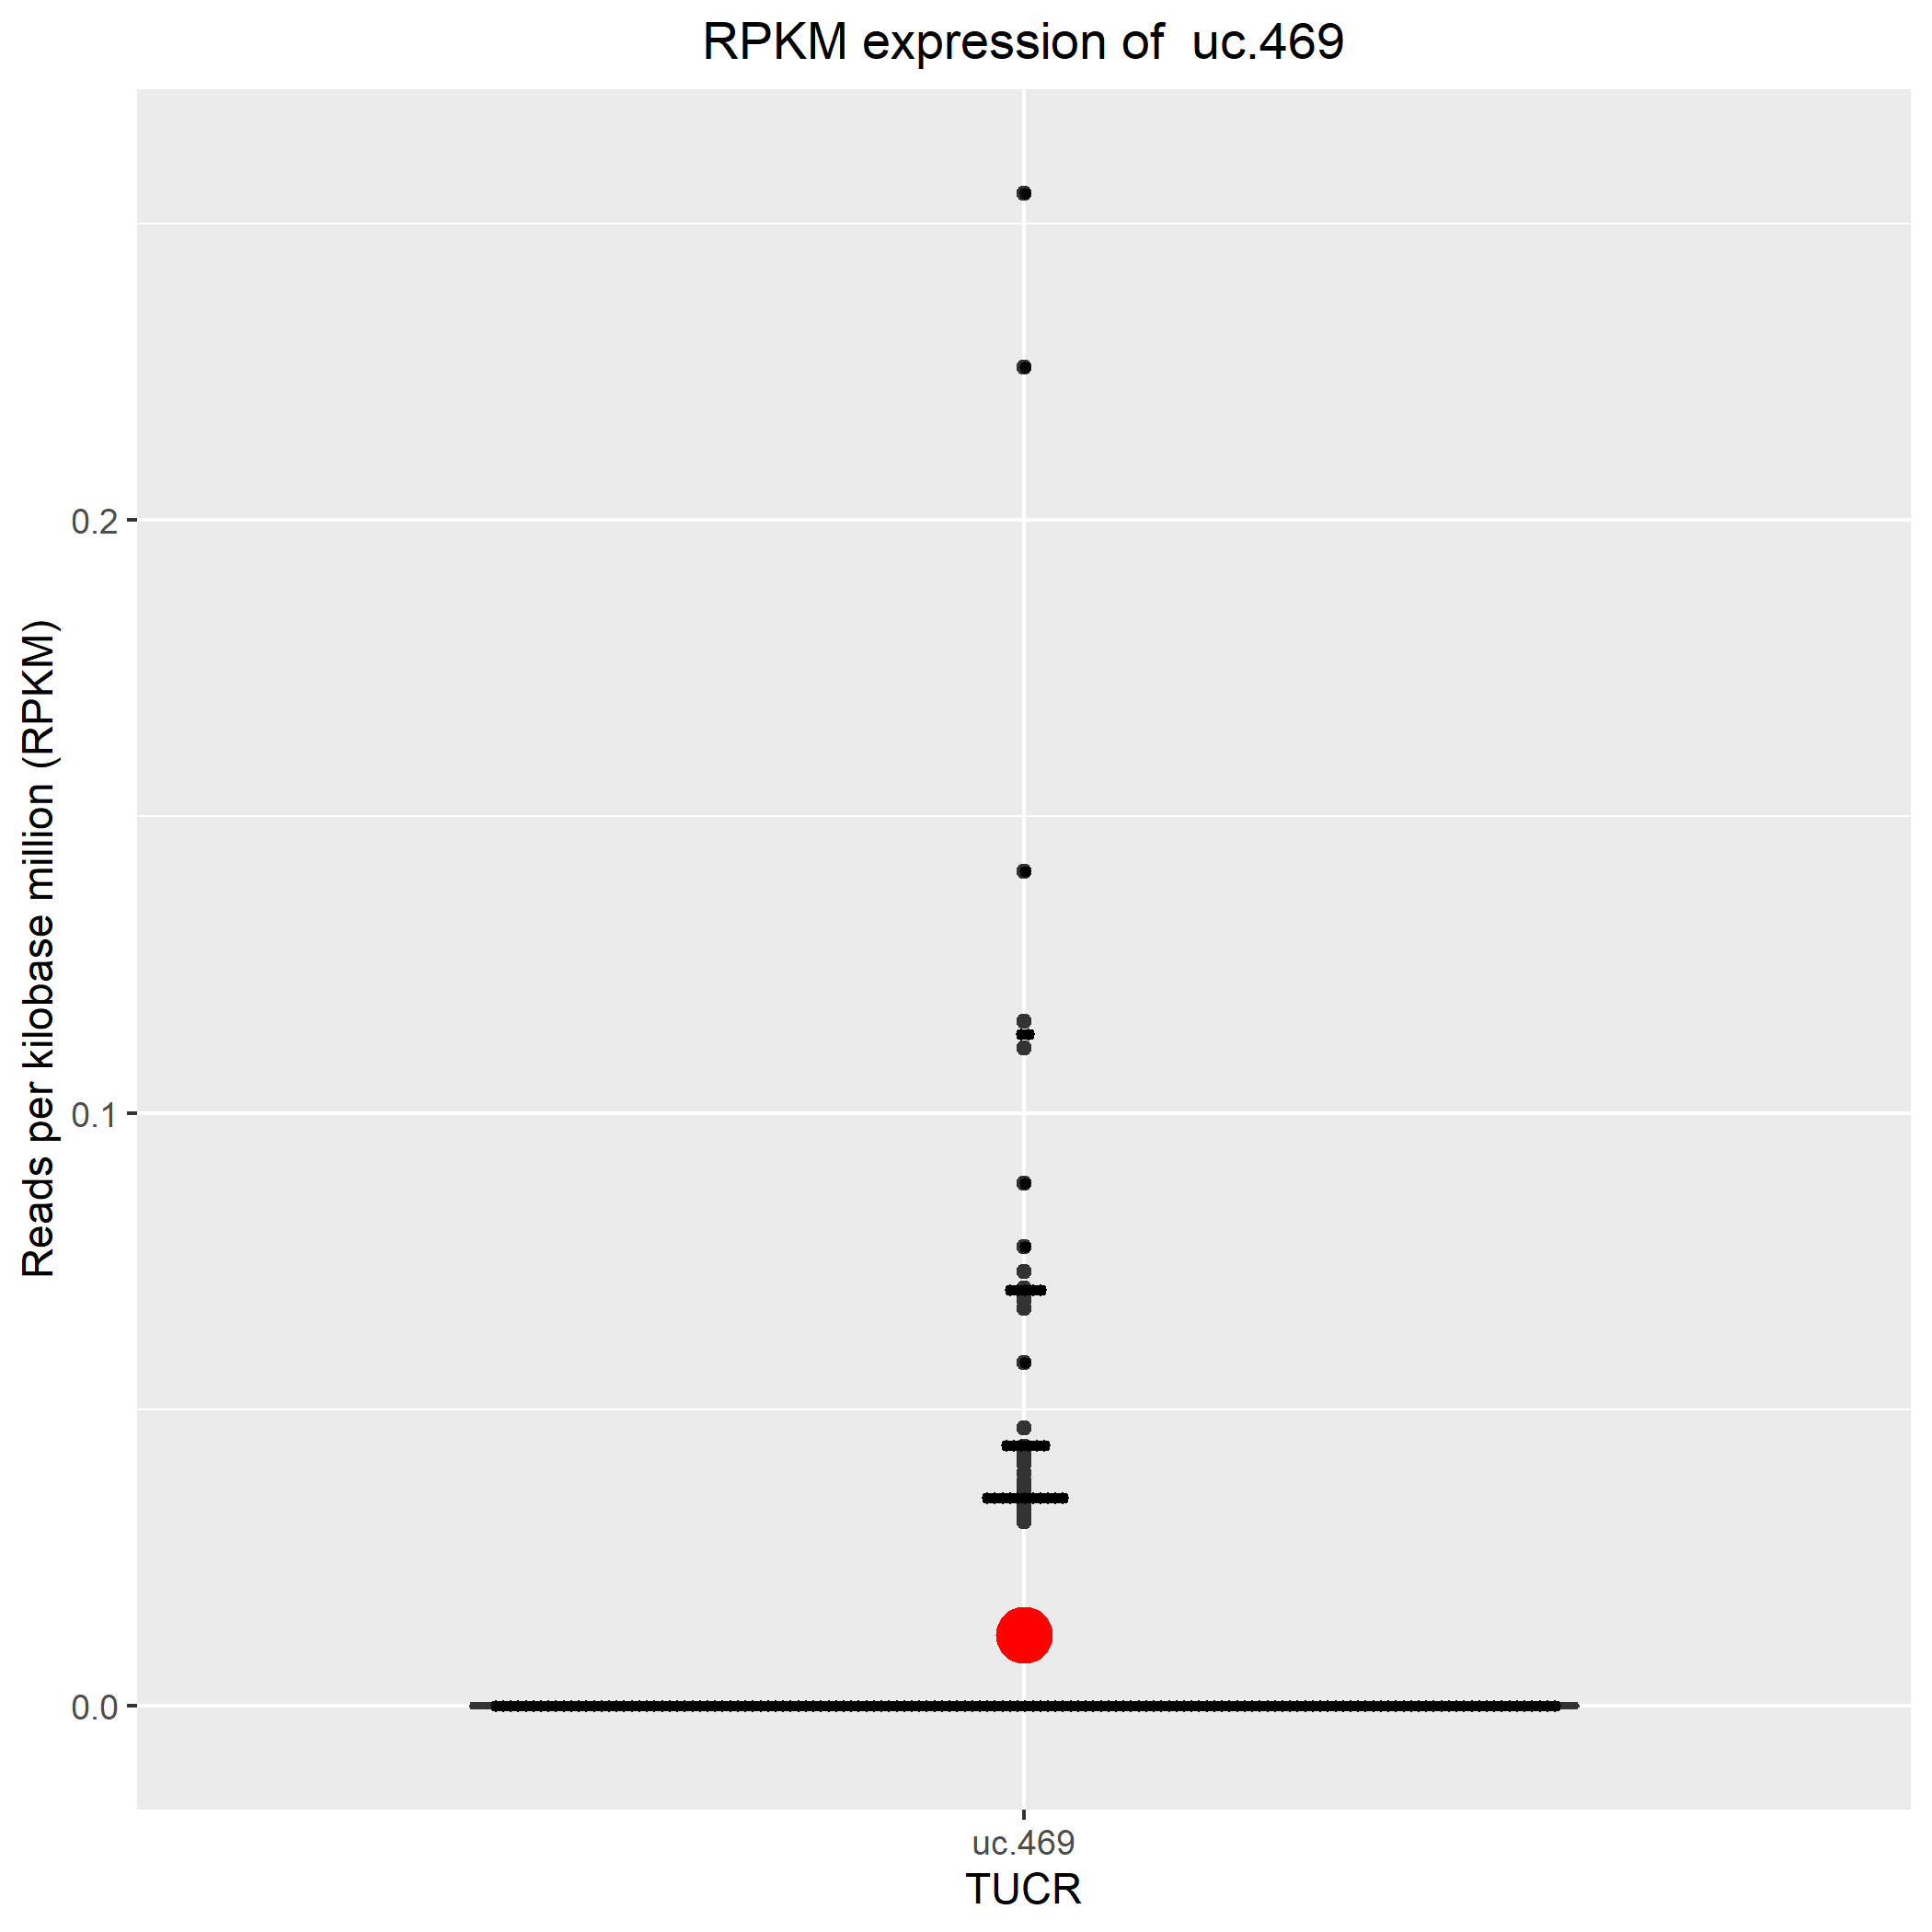 RPKM expression of  uc.469
Reads per kilobase million (RPKM)
0.2
0.1
0.0
uc.469
TUCR